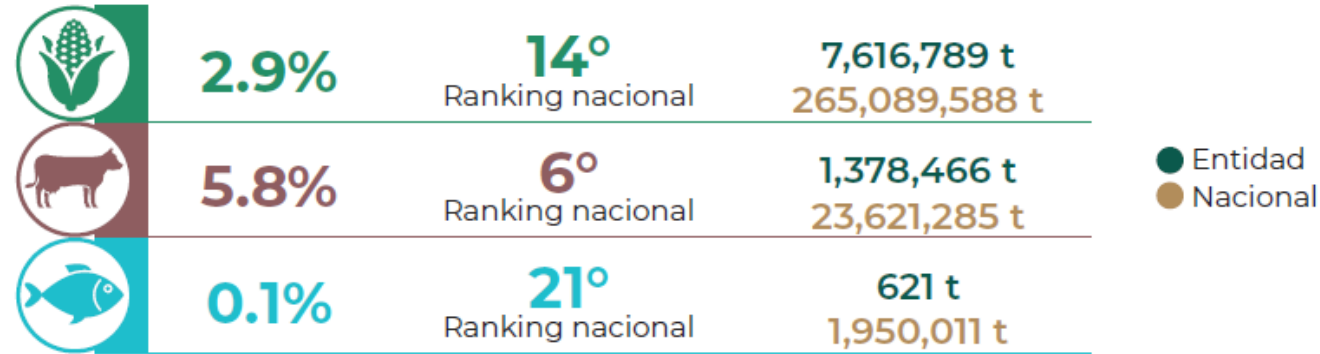 2.9%
14°
Ranking nacional
7,616,789 t
265,089,588 t
5.8%
6°
Ranking nacional
1,378,466 t
23,621,285 t
Entidad
Nacional
0.1%
21°
Ranking nacional
621 t
1,950,011 t